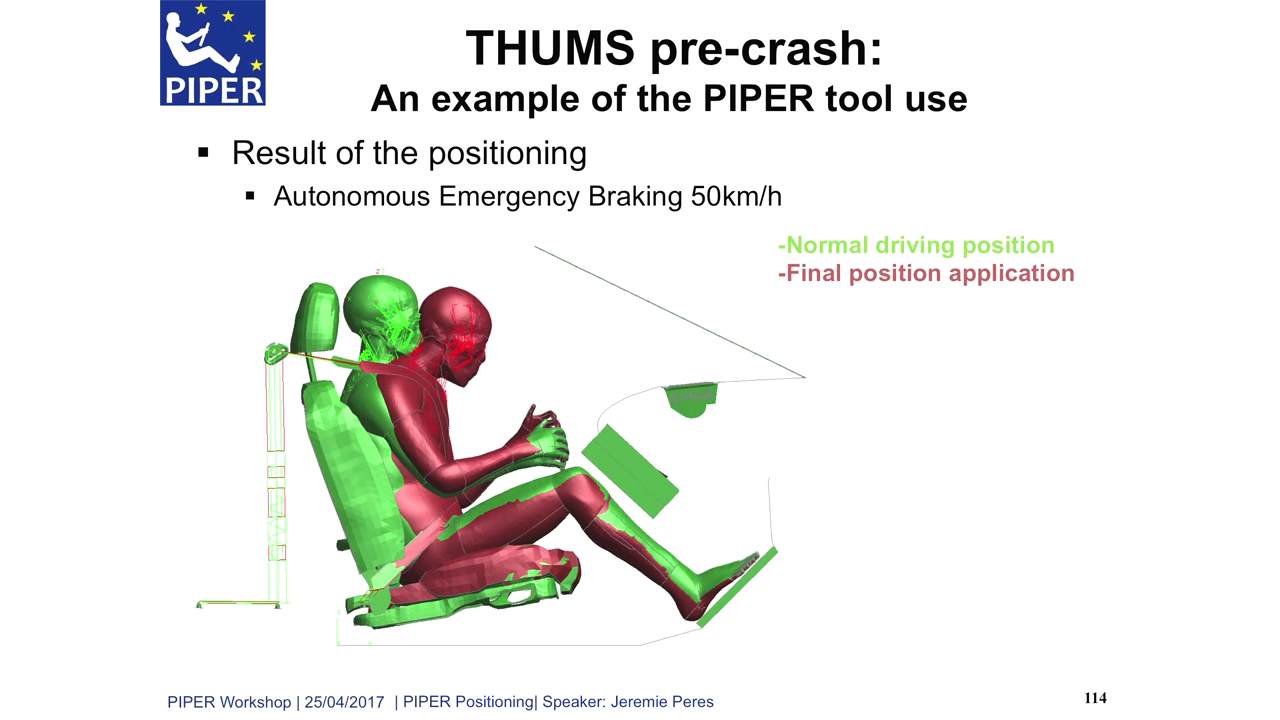 PIPER
THUMS pre-crash:
An example of the PIPER tool use
▪ Result of the positioning
▪ Autonomous Emergency Braking 50km/h
-Normal driving position
-Final position application
z
PIPER Workshop | 25/04/2017 | PIPER Positioning| Speaker: Jeremie Peres
114